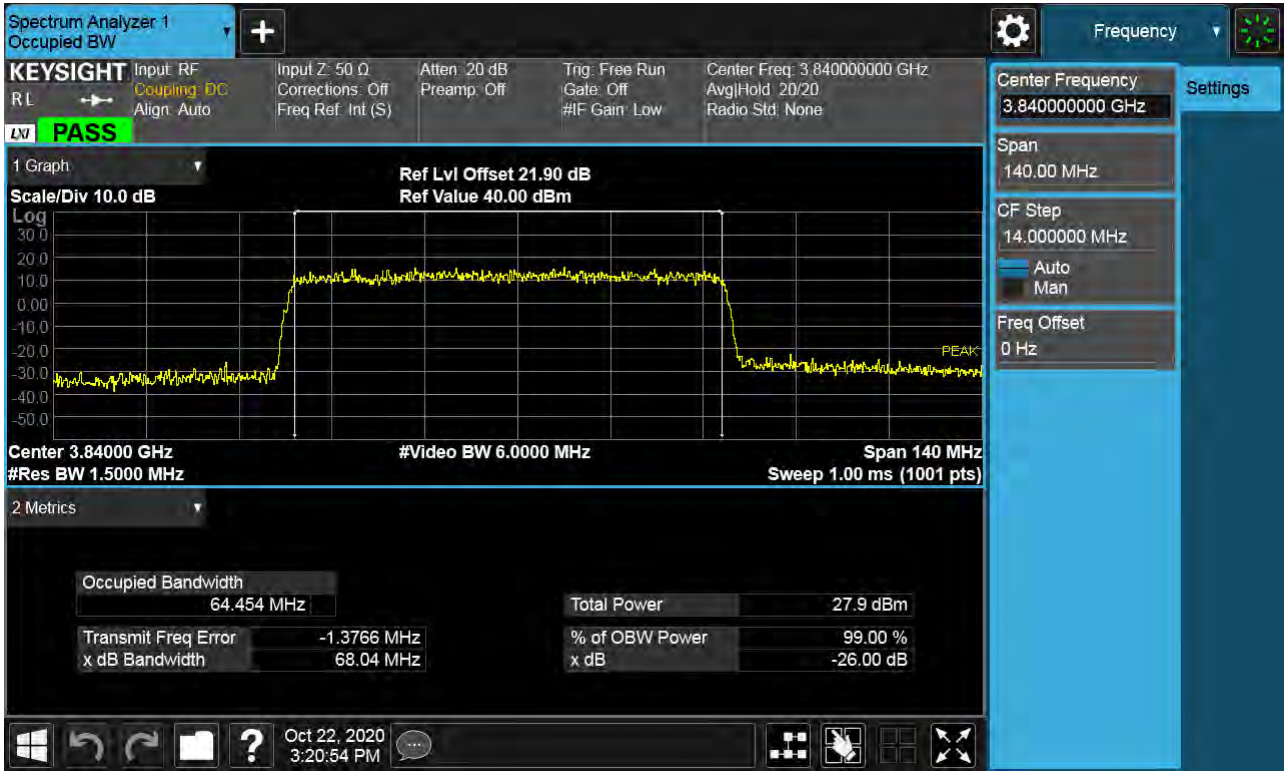 Spectrum Analyzer 1
Occupied BW
Frequency
KEYSIGHT
RL
LXI
PASS
Input: RF
Coupling: DC
Align: Auto
Input Z: 50 Ω
Corrections: Off
Freq Ref: Int (S)
Atten: 20 dB
Preamp: Off
Trig: Free Run
Gate: Off
#IF Gain: Low
Center Freq: 3.840000000 GHz
Avg|Hold: 20/20
Radio Std: None
Center Frequency
3.840000000 GHz
Settings
Span
140.00 MHz
CF Step
14.000000 MHz
Auto
Man
Freq Offset
0 Hz
1 Graph
Scale/Div 10.0 dB
Ref Lvl Offset 21.90 dB
Ref Value 40.00 dBm
Log
30.0
20.0
10.0
0.00
-10.0
-20.0
-30.0
-40.0
-50.0
PEAK
Center 3.84000 GHz
#Video BW 6.0000 MHz
Span 140 MHz
#Res BW 1.5000 MHz
Sweep 1.00 ms (1001 pts)
2 Metrics
Occupied Bandwidth
64.454 MHz
Total Power 27.9 dBm
Transmit Freq Error -1.3766 MHz
% of OBW Power 99.00 %
x dB Bandwidth 68.04 MHz
x dB -26.00 dB
?
Oct 22, 2020
3:20:54 PM